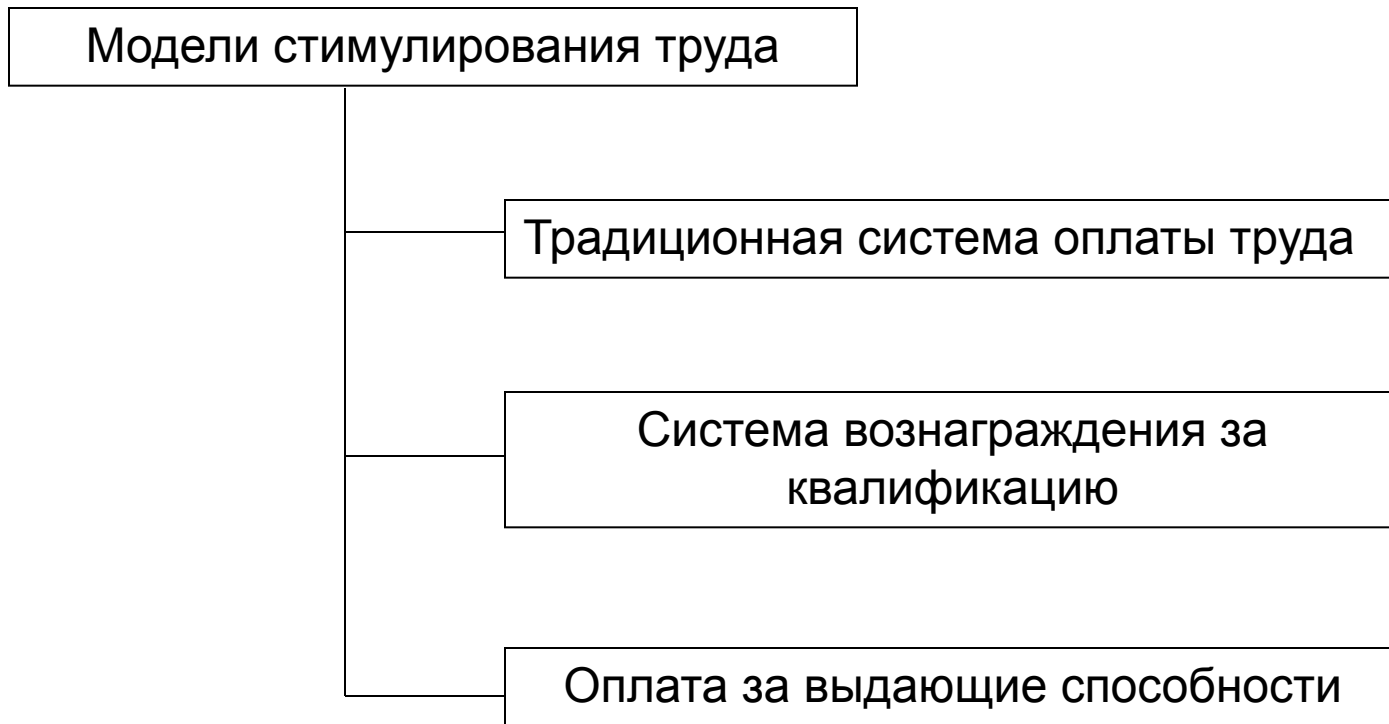 Модели стимулирования труда
Традиционная система оплаты труда
Система вознаграждения за
квалификацию
Оплата за выдающие способности